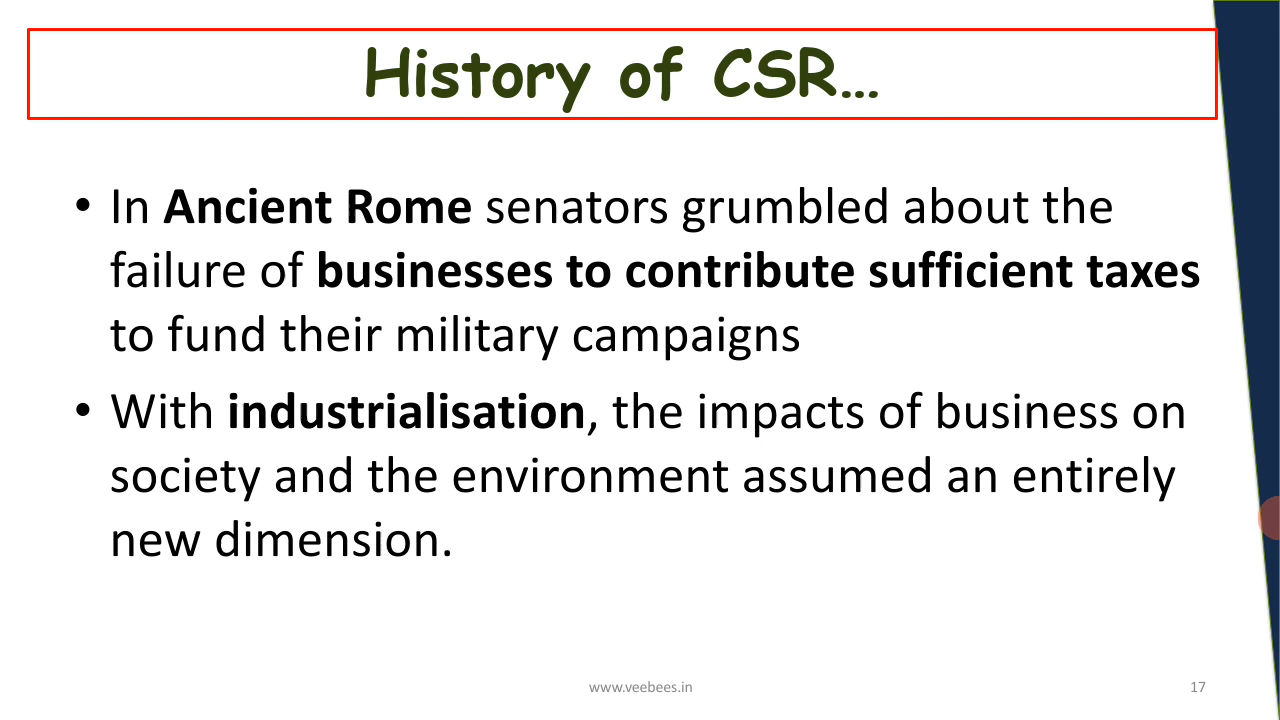 History of CSR…
• In Ancient Rome senators grumbled about the
failure of businesses to contribute sufficient taxes
to fund their military campaigns
• With industrialisation, the impacts of business on
society and the environment assumed an entirely
new dimension.
www.veebees.in
17